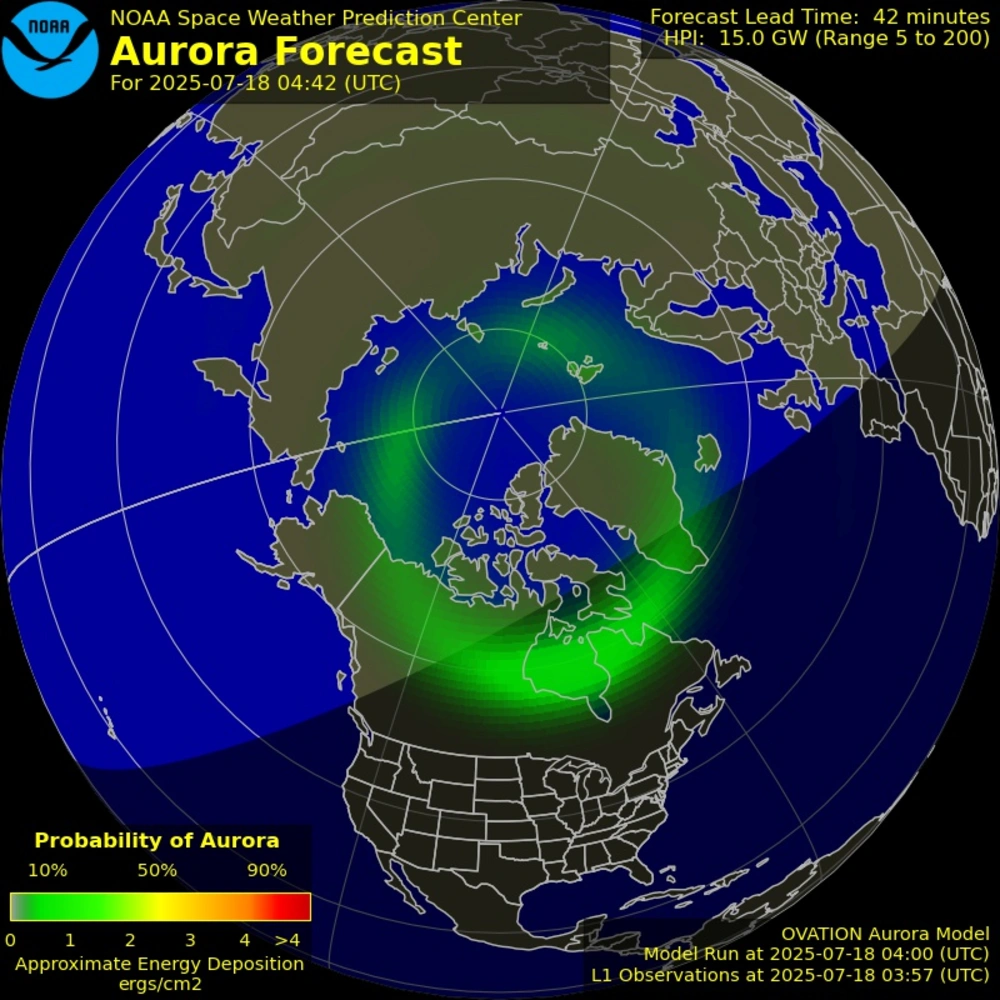 NOAA
NOAA Space Weather Prediction Center
Aurora Forecast
For 2025-07-18 04:42 (UTC)
Forecast Lead Time: 42 minutes
HPI: 15.0 GW (Range 5 to 200)
Probability of Aurora
10% 50% 90%
0 1 2 3 4 >4
Approximate Energy Deposition
ergs/cm2
OVATION Aurora Model
Model Run at 2025-07-18 04:00 (UTC)
L1 Observations at 2025-07-18 03:57 (UTC)